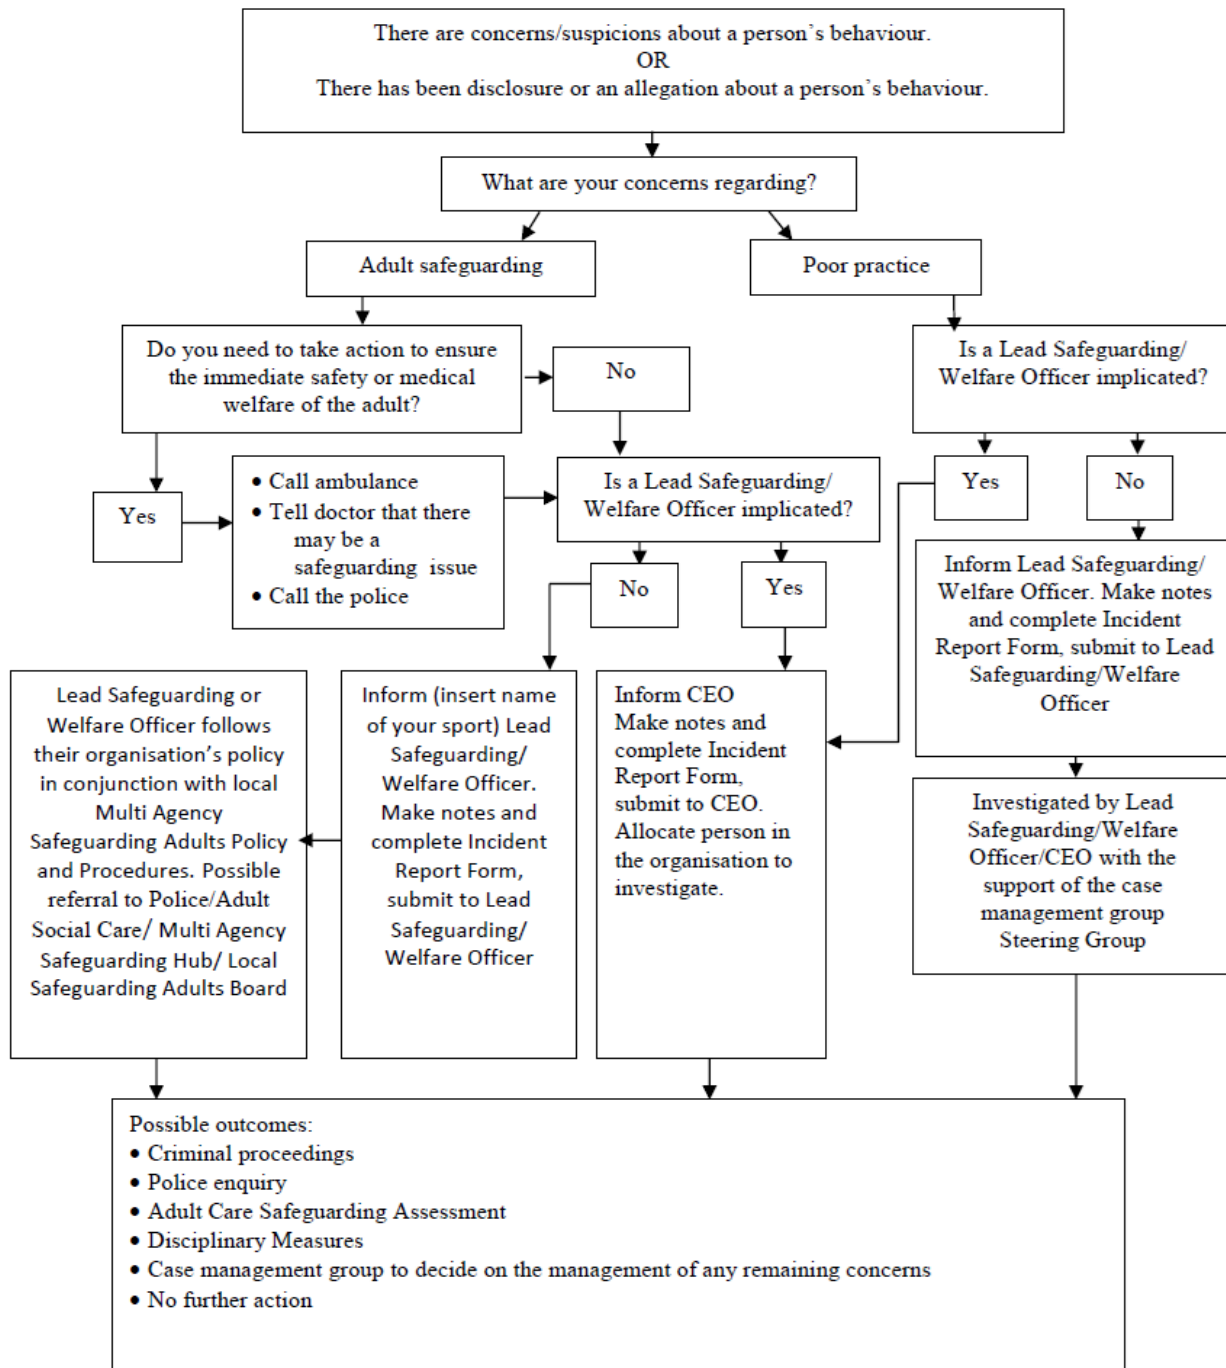 There are concerns/suspicions about a person's behaviour.
OR
There has been disclosure or an allegation about a person's behaviour.
What are your concerns regarding?
Adult safeguarding
Poor practice
Do you need to take action to ensure
the immediate safety or medical
welfare of the adult?
No
Is a Lead Safeguarding/
Welfare Officer implicated?
Yes
• Call ambulance
• Tell doctor that there
may be a
safeguarding issue
• Call the police
Is a Lead Safeguarding/
Welfare Officer implicated?
Yes
No
No
Yes
Inform Lead Safeguarding/
Welfare Officer. Make notes
and complete Incident
Report Form, submit to Lead
Safeguarding/Welfare
Officer
Lead Safeguarding or
Welfare Officer follows
their organisation's policy
in conjunction with local
Multi Agency
Safeguarding Adults Policy
and Procedures. Possible
referral to Police/Adult
Social Care/ Multi Agency
Safeguarding Hub/ Local
Safeguarding Adults Board
Inform (insert name
of your sport) Lead
Safeguarding/
Welfare Officer.
Make notes and
complete Incident
Report Form,
submit to Lead
Safeguarding/
Welfare Officer
Inform CEO
Make notes and
complete Incident
Report Form,
submit to CEO.
Allocate person in
the organisation to
investigate.
Investigated by Lead
Safeguarding/Welfare
Officer/CEO with the
support of the case
management group
Steering Group
Possible outcomes:
• Criminal proceedings
• Police enquiry
• Adult Care Safeguarding Assessment
• Disciplinary Measures
• Case management group to decide on the management of any remaining concerns
• No further action